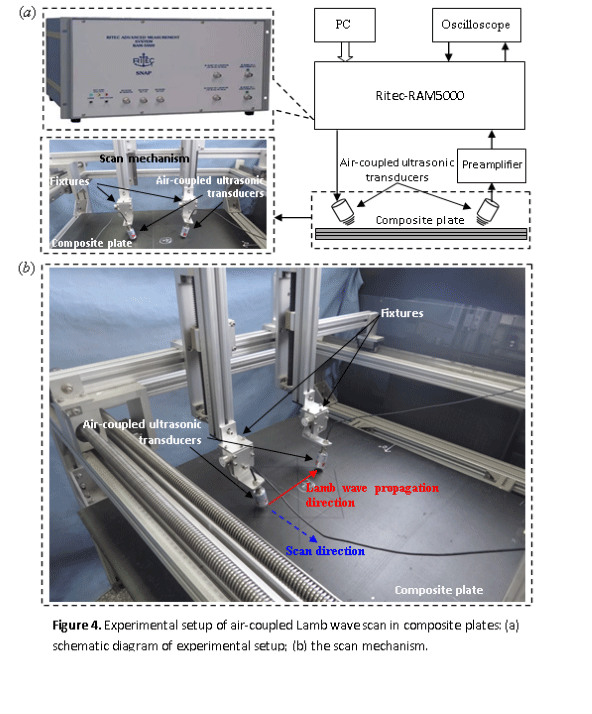 (a)
RITEC ADVANCED MEASUREMENT
SYSTEM
RITEC
SNAP
PC
Oscilloscope
Ritec-RAM5000
Scan mechanism
Fixtures
Air-coupled ultrasonic
transducers
Composite plate
Air-coupled ultrasonic
transducers
Preamplifier
Composite plate
(b)
Fixtures
Air-coupled ultrasonic
transducers
Lamb wave propagation
direction
Scan direction
Composite plate
Figure 4. Experimental setup of air-coupled Lamb wave scan in composite plates: (a)
schematic diagram of experimental setup; (b) the scan mechanism.